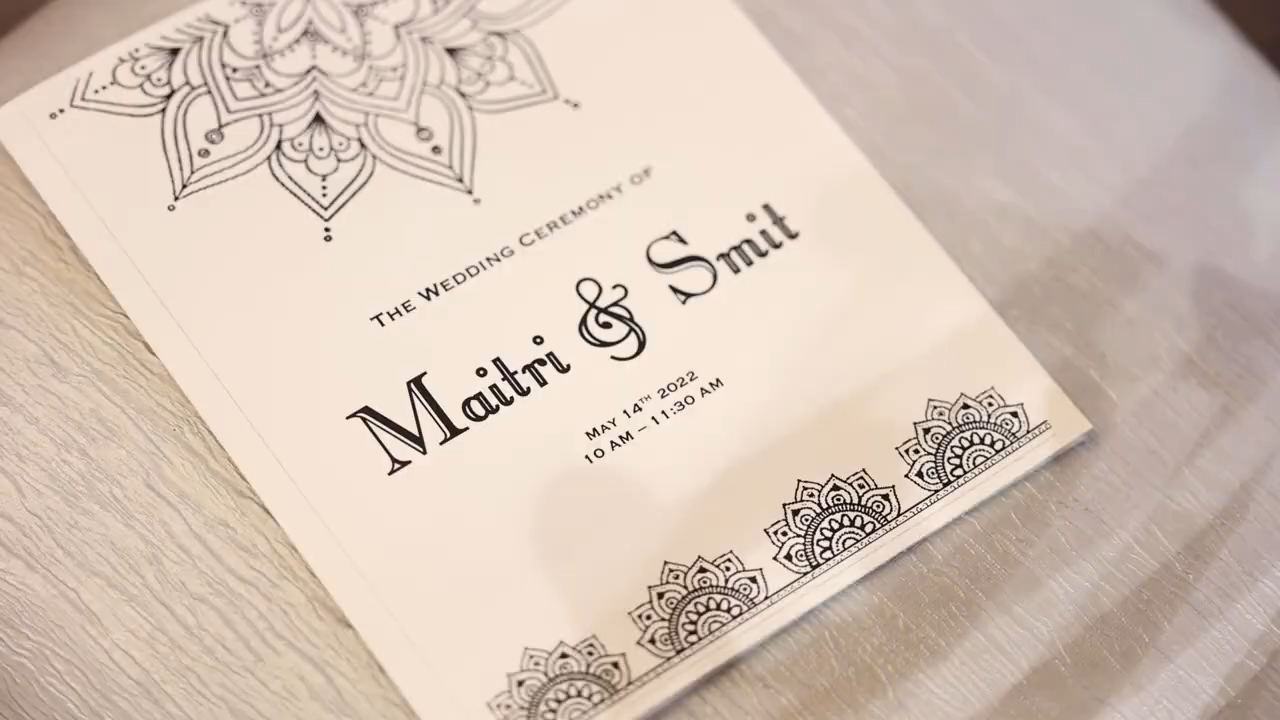 The Wedding Ceremony of
Maitri & Smit
May 14th 2022
10 AM – 11:30 AM